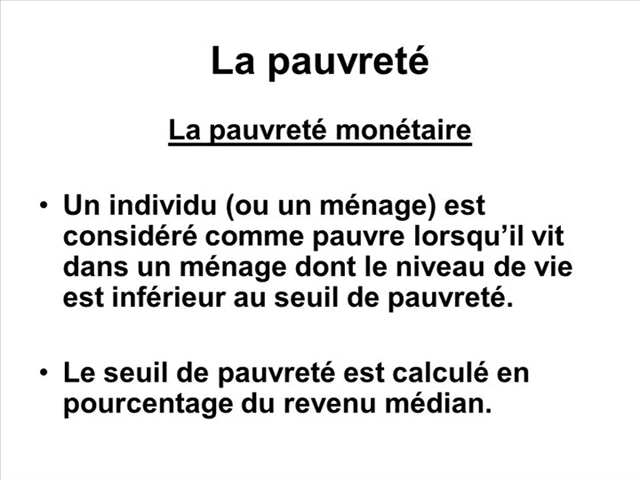 La pauvreté
La pauvreté monétaire
• Un individu (ou un ménage) est
considéré comme pauvre lorsqu’il vit
dans un ménage dont le niveau de vie
est inférieur au seuil de pauvreté.
• Le seuil de pauvreté est calculé en
pourcentage du revenu médian.